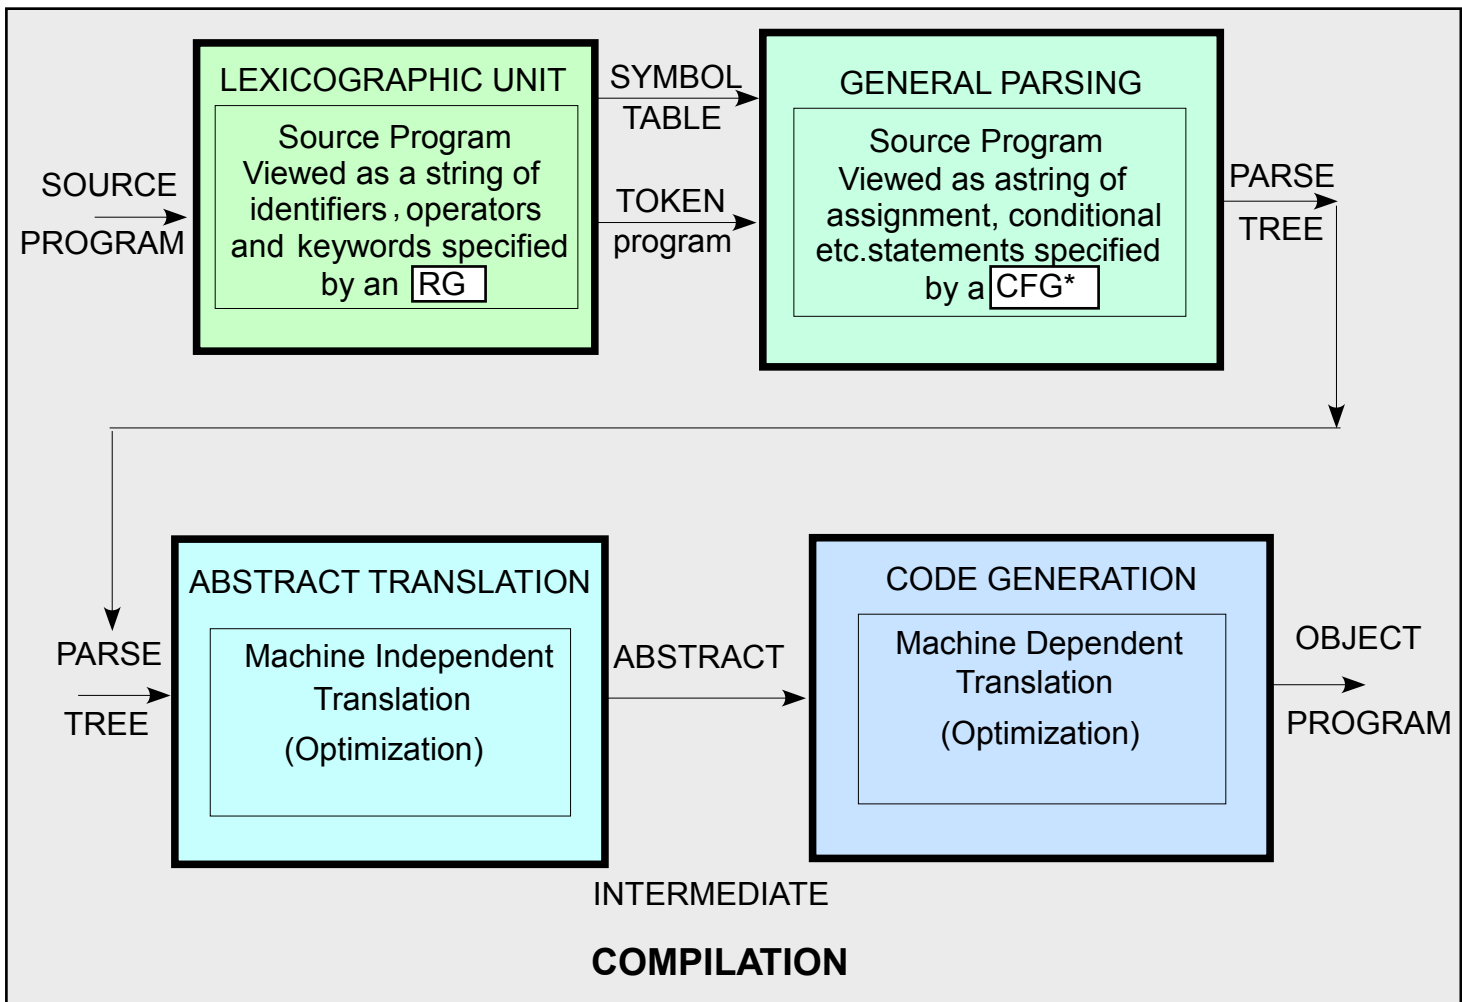 LEXICOGRAPHIC UNIT
Source Program
Viewed as a string of
identifiers, operators
and keywords specified
by an RG
SYMBOL
TABLE
TOKEN
program
GENERAL PARSING
Source Program
Viewed as astring of
assignment, conditional
etc.statements specified
by a CFG*
SOURCE
PROGRAM
PARSE
TREE
ABSTRACT TRANSLATION
Machine Independent
Translation
(Optimization)
PARSE
TREE
ABSTRACT
CODE GENERATION
Machine Dependent
Translation
(Optimization)
OBJECT
PROGRAM
INTERMEDIATE
COMPILATION